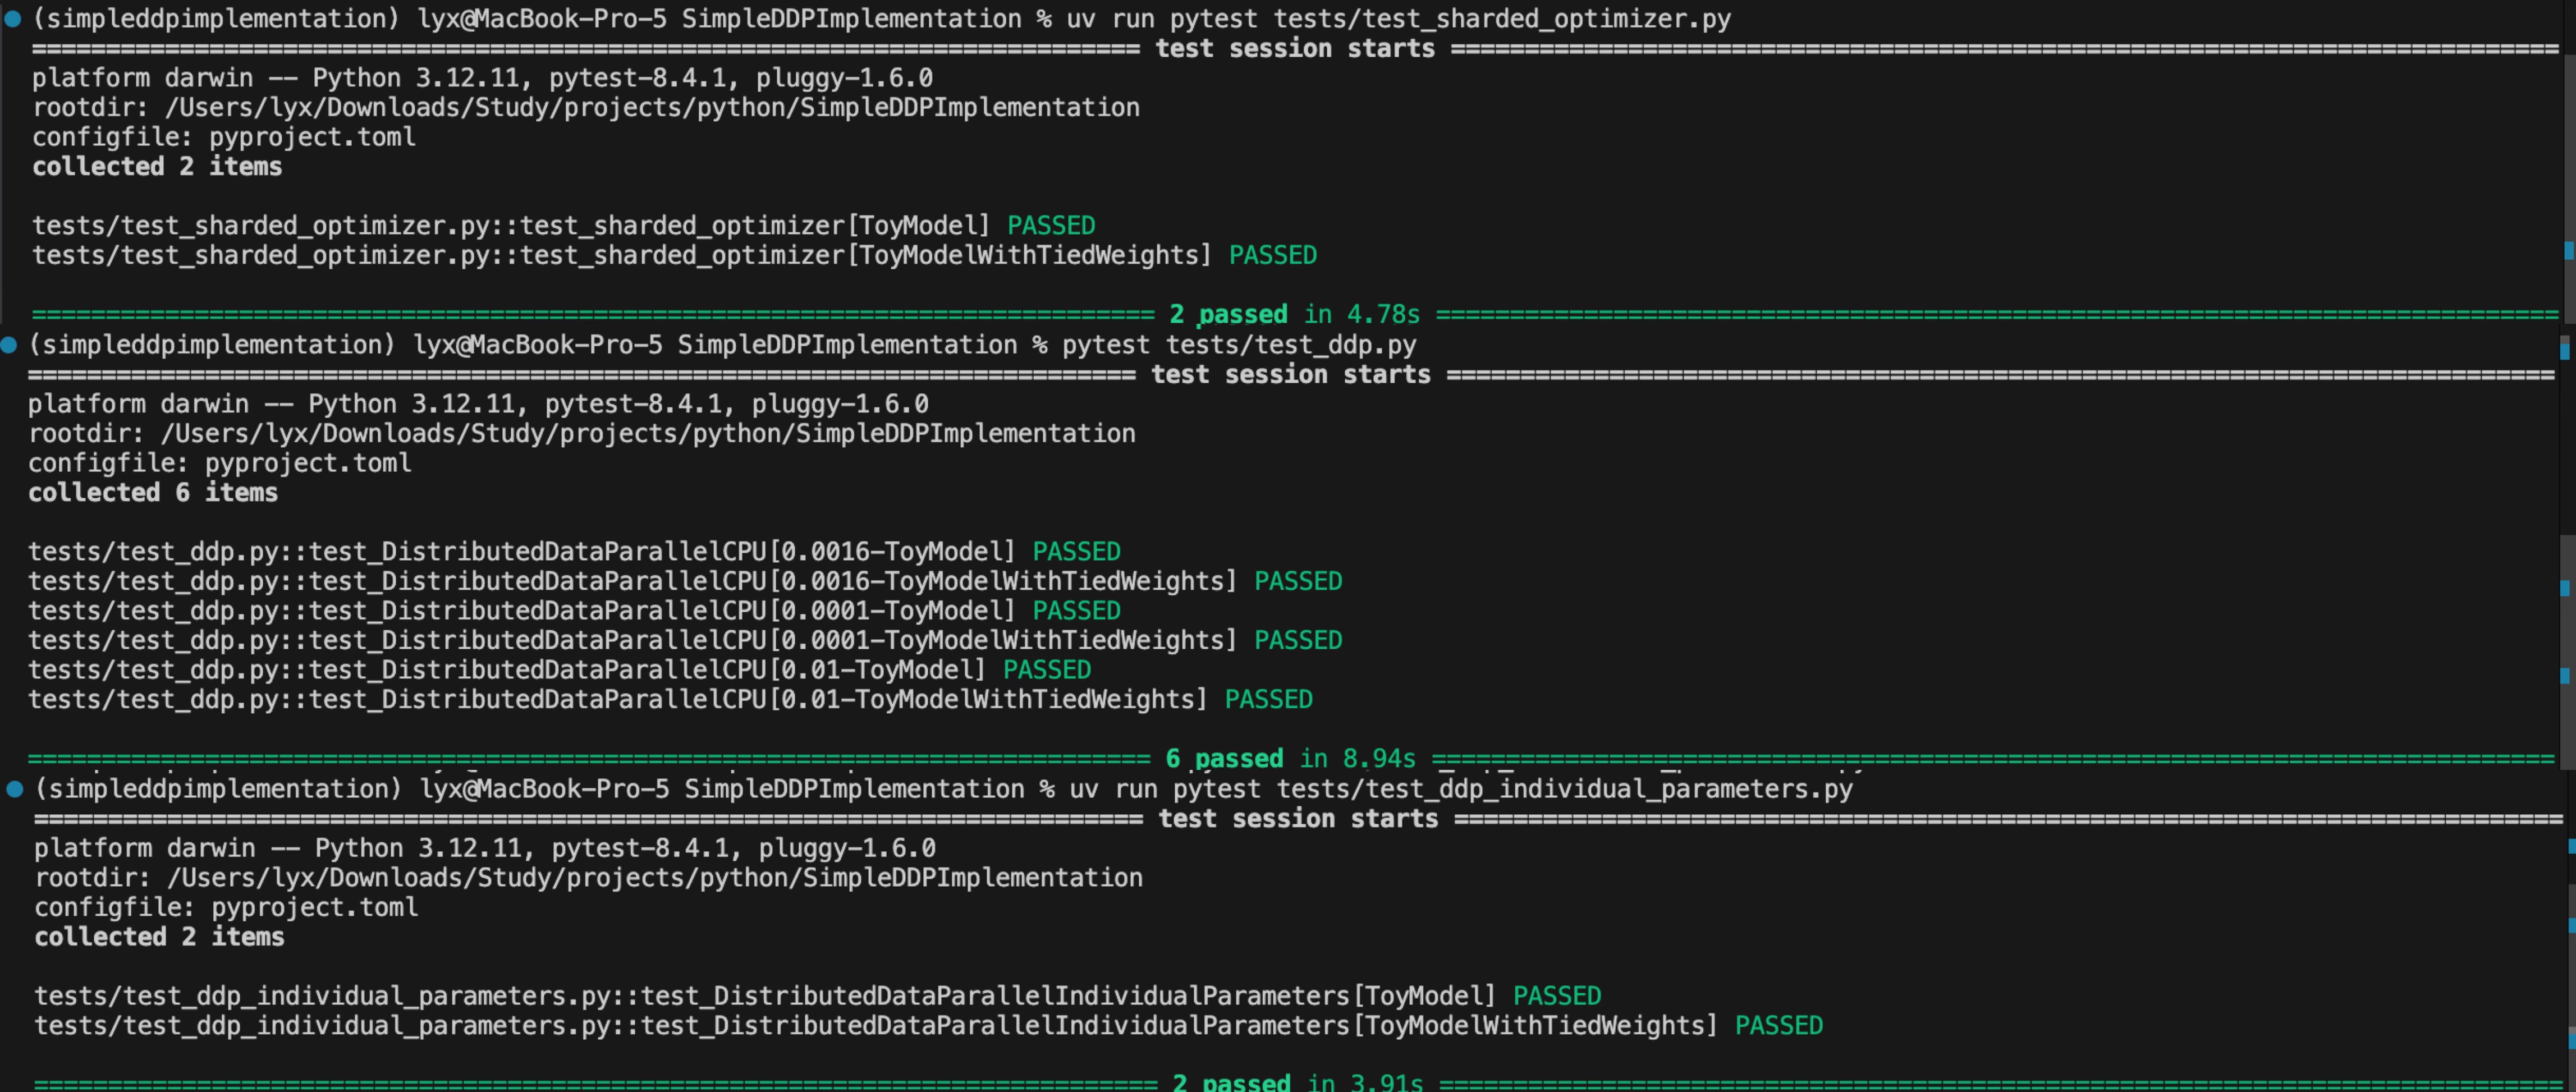 (simpleddpimplementation) lyx@MacBook-Pro-5 SimpleDDPImplementation % uv run pytest tests/test_sharded_optimizer.py
=========================================================================== test session starts ===========================================================================
platform darwin -- Python 3.12.11, pytest-8.4.1, pluggy-1.6.0
rootdir: /Users/lyx/Downloads/Study/projects/python/SimpleDDPImplementation
configfile: pyproject.toml
collected 2 items
tests/test_sharded_optimizer.py::test_sharded_optimizer[ToyModel] PASSED
tests/test_sharded_optimizer.py::test_sharded_optimizer[ToyModelWithTiedWeights] PASSED
============================================================================ 2 passed in 4.78s ============================================================================
(simpleddpimplementation) lyx@MacBook-Pro-5 SimpleDDPImplementation % pytest tests/test_ddp.py
=========================================================================== test session starts ===========================================================================
platform darwin -- Python 3.12.11, pytest-8.4.1, pluggy-1.6.0
rootdir: /Users/lyx/Downloads/Study/projects/python/SimpleDDPImplementation
configfile: pyproject.toml
collected 6 items
tests/test_ddp.py::test_DistributedDataParallelCPU[0.0016-ToyModel] PASSED
tests/test_ddp.py::test_DistributedDataParallelCPU[0.0016-ToyModelWithTiedWeights] PASSED
tests/test_ddp.py::test_DistributedDataParallelCPU[0.0001-ToyModel] PASSED
tests/test_ddp.py::test_DistributedDataParallelCPU[0.0001-ToyModelWithTiedWeights] PASSED
tests/test_ddp.py::test_DistributedDataParallelCPU[0.01-ToyModel] PASSED
tests/test_ddp.py::test_DistributedDataParallelCPU[0.01-ToyModelWithTiedWeights] PASSED
============================================================================ 6 passed in 8.94s ============================================================================
(simpleddpimplementation) lyx@MacBook-Pro-5 SimpleDDPImplementation % uv run pytest tests/test_ddp_individual_parameters.py
=========================================================================== test session starts ===========================================================================
platform darwin -- Python 3.12.11, pytest-8.4.1, pluggy-1.6.0
rootdir: /Users/lyx/Downloads/Study/projects/python/SimpleDDPImplementation
configfile: pyproject.toml
collected 2 items
tests/test_ddp_individual_parameters.py::test_DistributedDataParallelIndividualParameters[ToyModel] PASSED
tests/test_ddp_individual_parameters.py::test_DistributedDataParallelIndividualParameters[ToyModelWithTiedWeights] PASSED
============================================================================ 2 passed in 3.91s ============================================================================